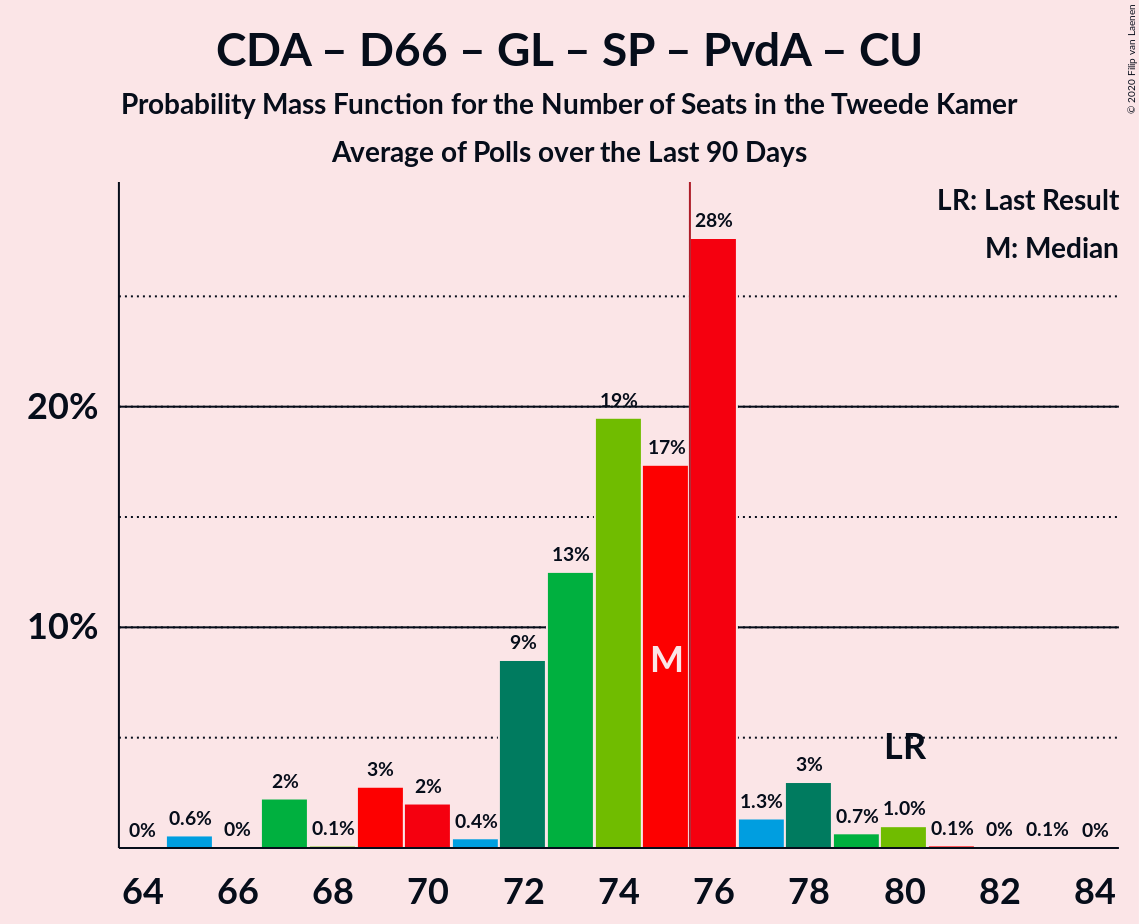 CDA – D66 – GL – SP – PvdA – CU
Probability Mass Function for the Number of Seats in the Tweede Kamer
Average of Polls over the Last 90 Days
© 2020 Filip van Laenen
LR: Last Result
M: Median
20%
10%
0%
0.6%
0%
2%
0.1%
3%
2%
0.4%
9%
13%
19%
17%
28%
1.3%
3%
0.7%
1.0%
0.1%
0%
0.1%
0%
M
LR
64 66 68 70 72 74 76 78 80 82 84